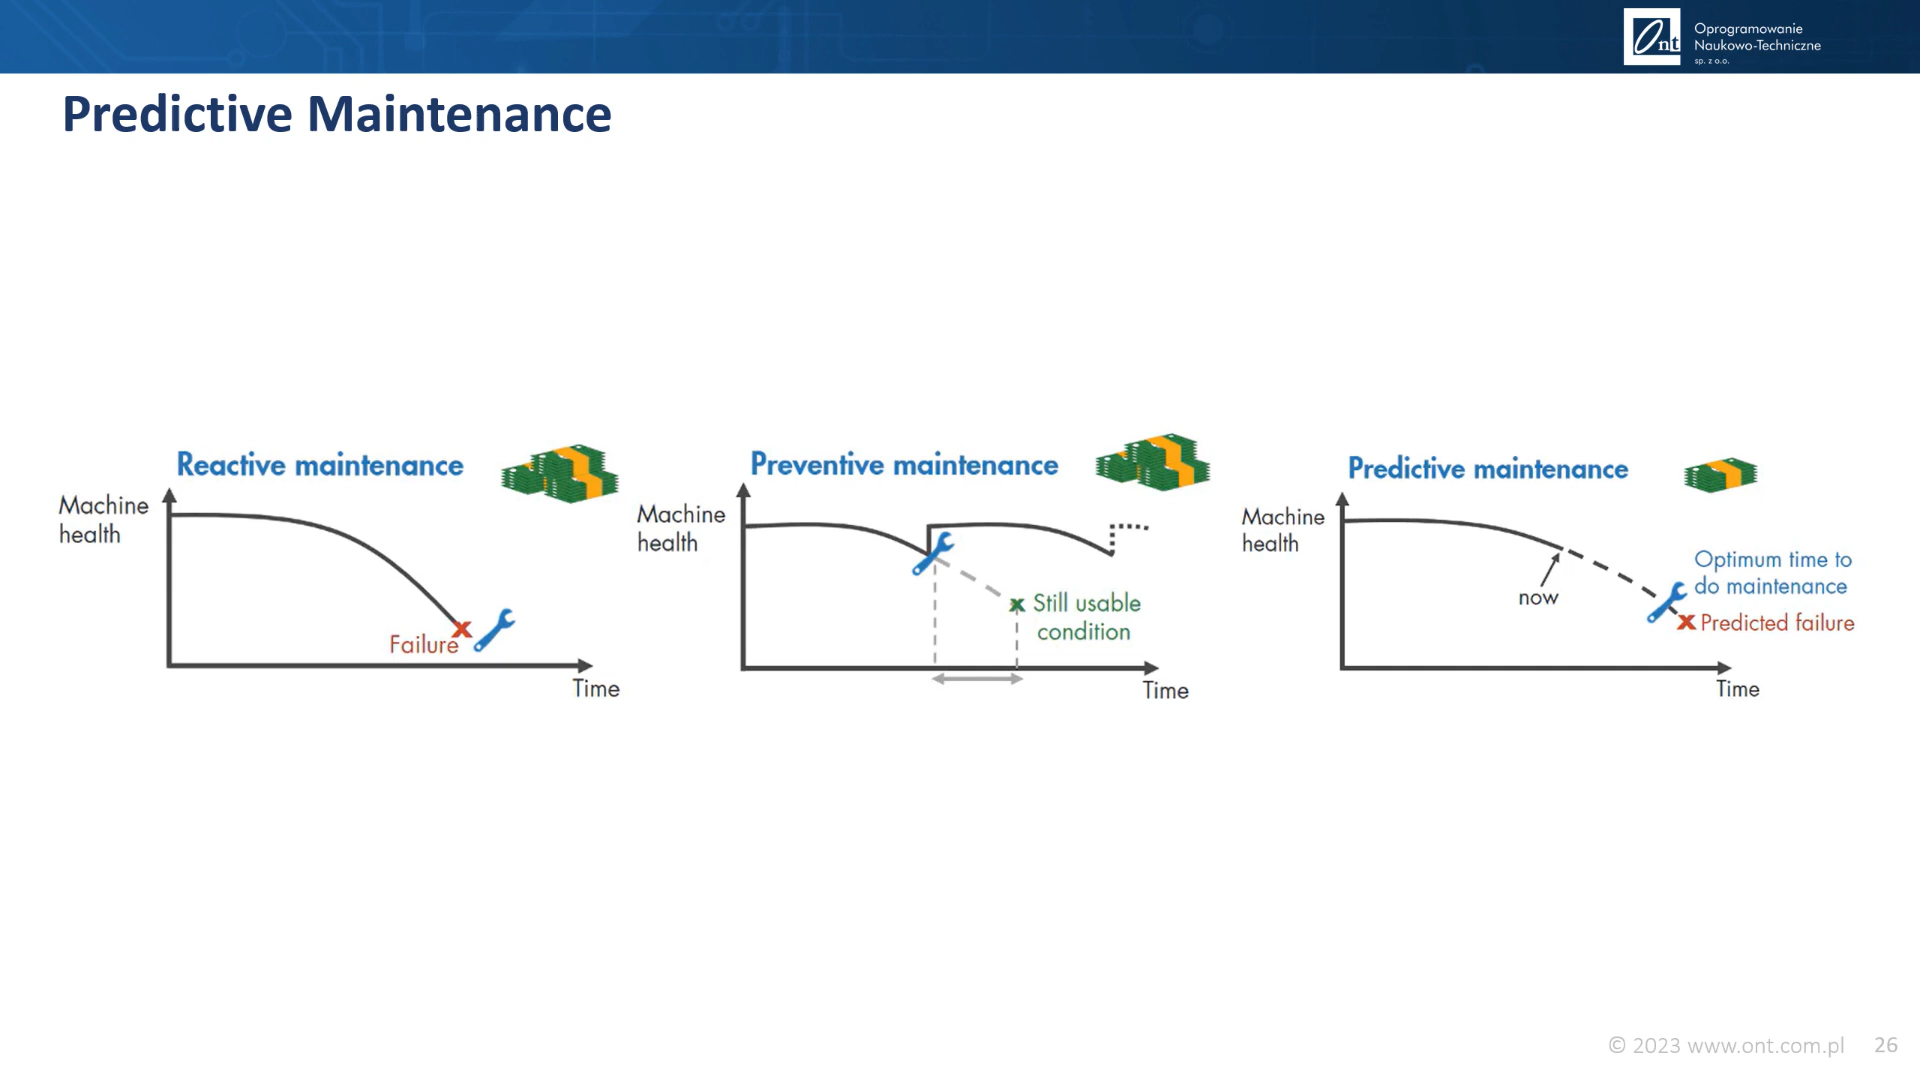 Ont
Oprogramowanie
Naukowo-Techniczne
sp. z o.o.
Predictive Maintenance
Reactive maintenance
Machine
health
Failure
Time
Preventive maintenance
Machine
health
Still usable
condition
Time
Predictive maintenance
Machine
health
now
Optimum time to
do maintenance
Predicted failure
Time
© 2023 www.ont.com.pl
26